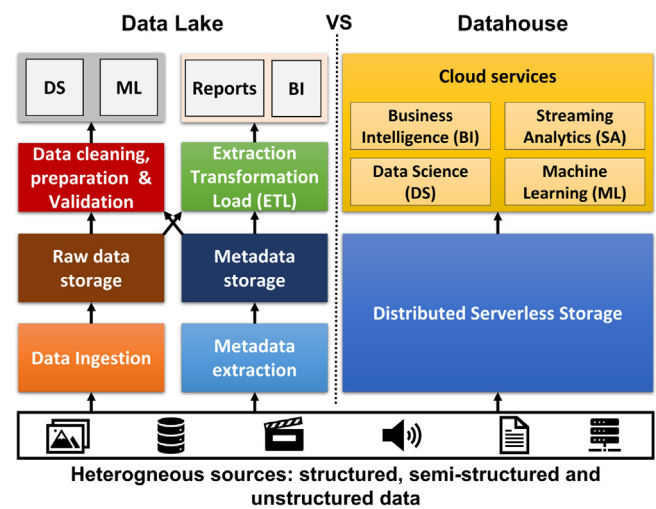 Data Lake
VS
Datahouse
DS
ML
Reports
BI
Cloud services
Business
Intelligence (BI)
Streaming
Analytics (SA)
Data Science
(DS)
Machine
Learning (ML)
Data cleaning,
preparation &
Validation
Extraction
Transformation
Load (ETL)
Raw data
storage
Metadata
storage
Distributed Serverless Storage
Data Ingestion
Metadata
extraction
Heterogneous sources: structured, semi-structured and
unstructured data